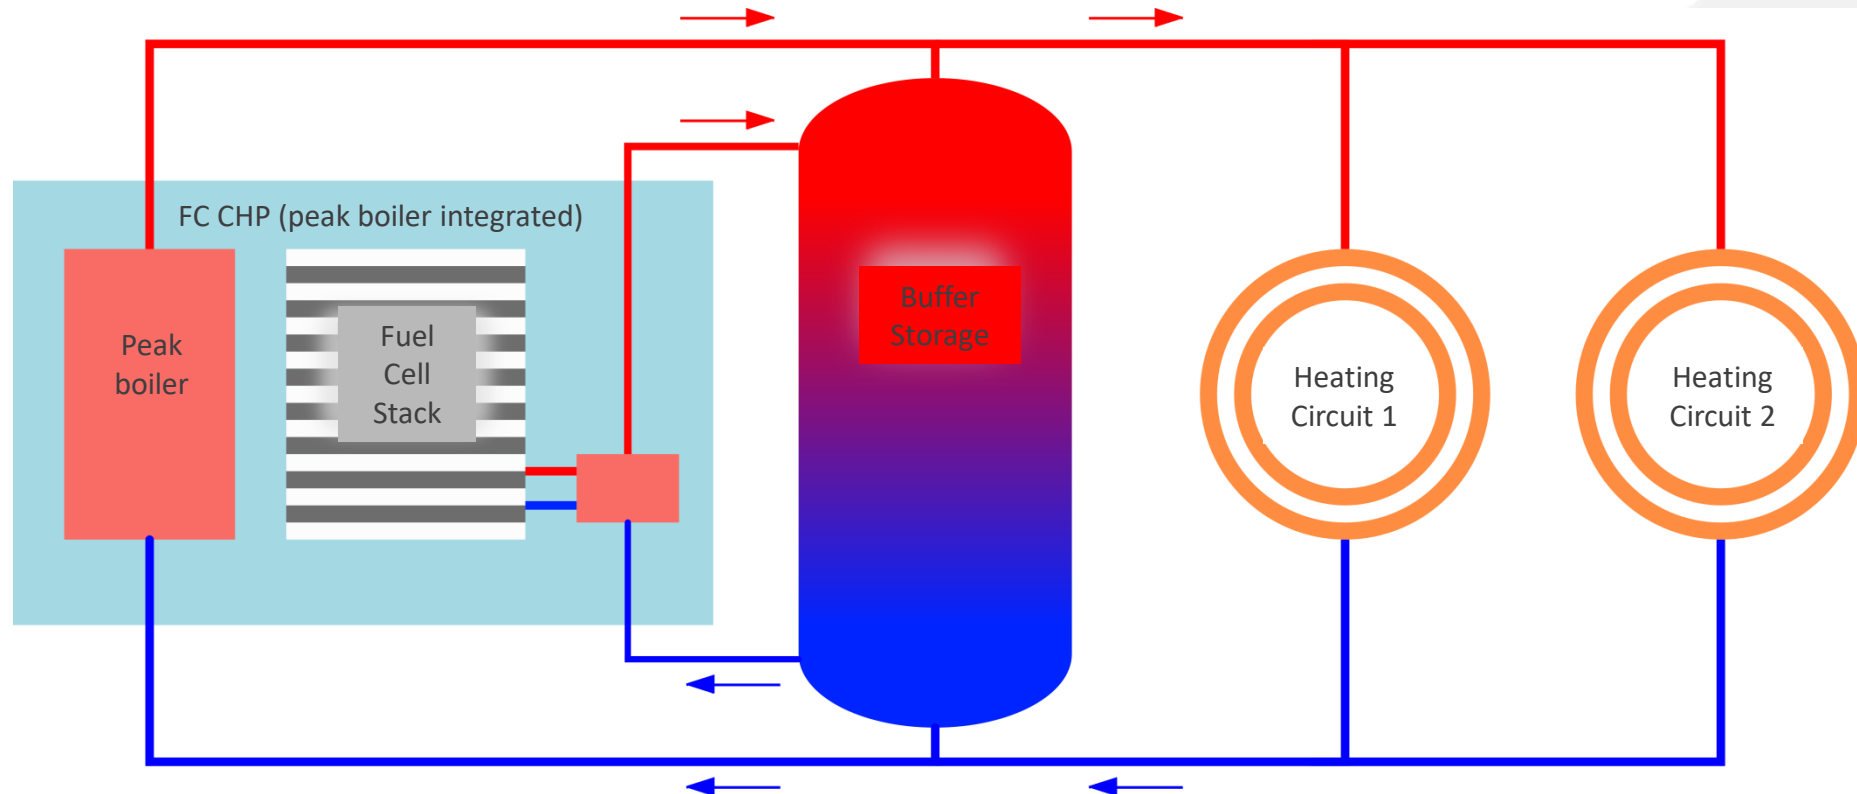 FC CHP (peak boiler integrated)
Peak
boiler
Fuel
Cell
Stack
Buffer
Storage
Heating
Circuit 1
Heating
Circuit 2